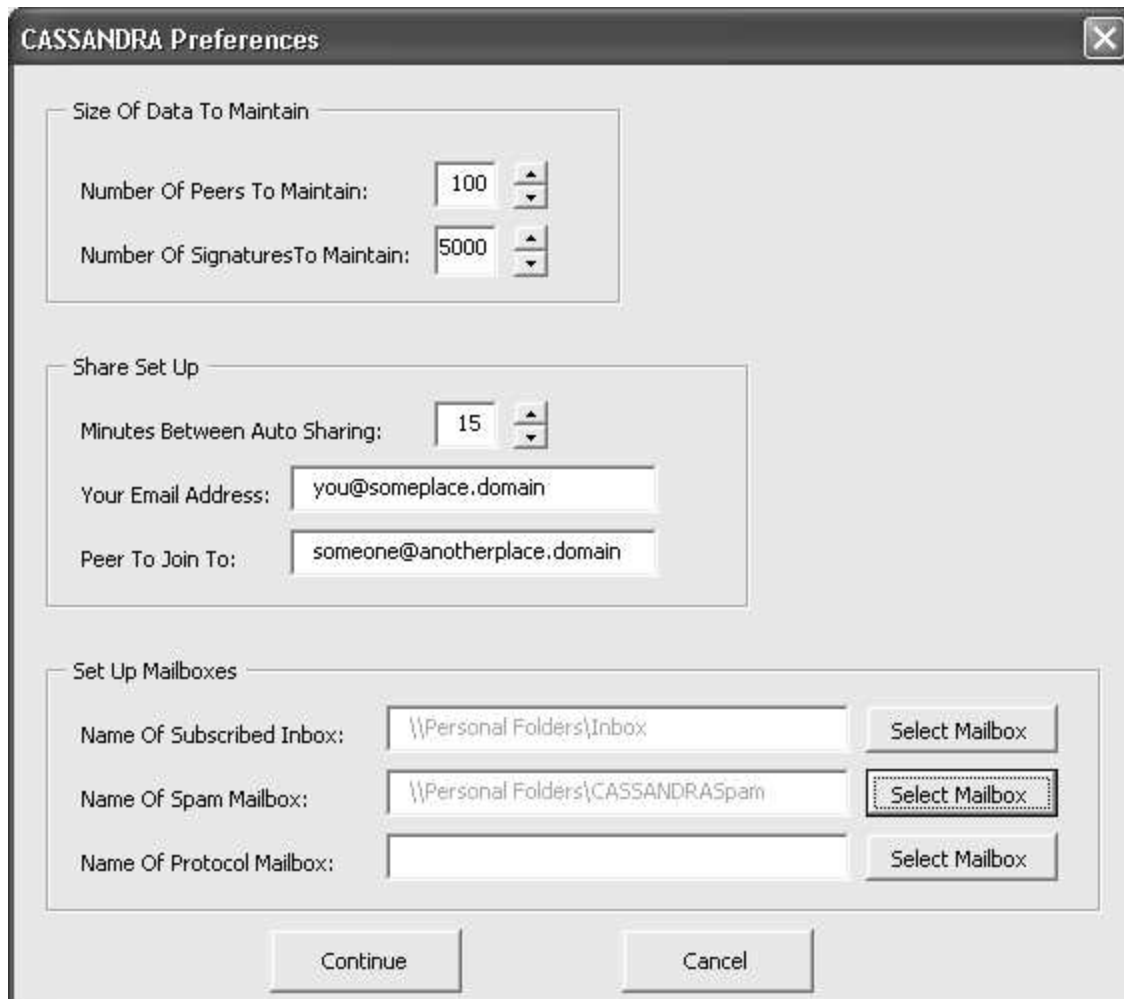 CASSANDRA Preferences
Size Of Data To Maintain
Number Of Peers To Maintain: 100
Number Of SignaturesTo Maintain: 5000
Share Set Up
Minutes Between Auto Sharing: 15
Your Email Address: you@someplace.domain
Peer To Join To: someone@anotherplace.domain
Set Up Mailboxes
Name Of Subscribed Inbox: \\Personal Folders\Inbox Select Mailbox
Name Of Spam Mailbox: \\Personal Folders\CASSANDRASpam Select Mailbox
Name Of Protocol Mailbox: Select Mailbox
Continue Cancel